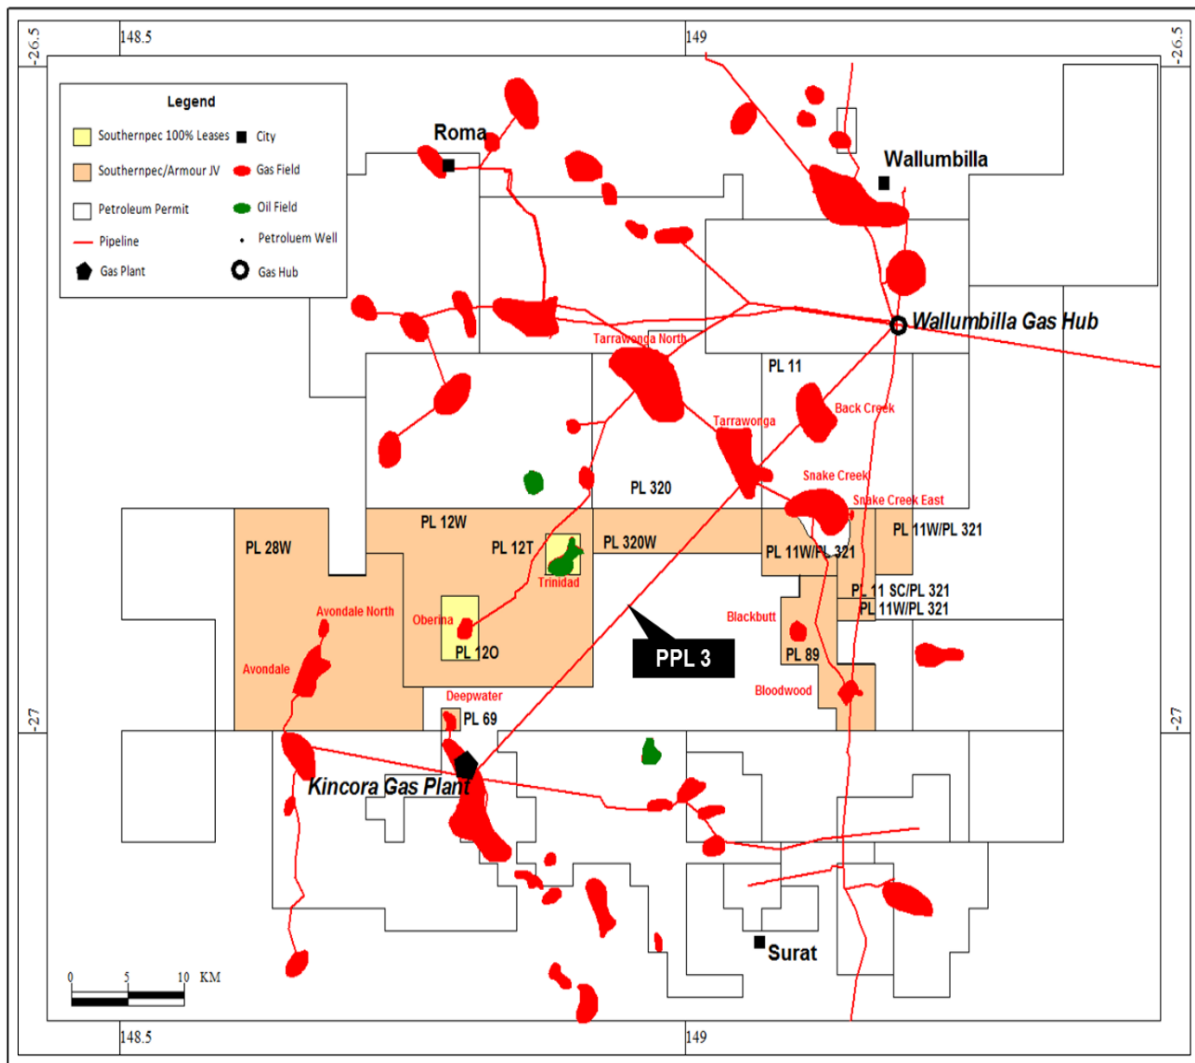 148.5
149
-26.5
-26.5
Legend
Southernpec 100% Leases
City
Southernpec/Armour JV
Gas Field
Petroleum Permit
Oil Field
Pipeline
Petroluem Well
Gas Plant
Gas Hub
Roma
Wallumbilla
Wallumbilla Gas Hub
Tarrawonga North
PL 11
Back Creek
Tarrawonga
Snake Creek
PL 320
Snake Creek East
PL 12W
PL 11W/PL 321
PL 28W
PL 12T
PL 320W
PL 11W/PL 321
Trinidad
PL 11 SC/PL 321
Avondale North
PL 11W/PL 321
Oberina
Blackbutt
PL 12O
PPL 3
PL 89
Avondale
Bloodwood
Deepwater
PL 69
-27
-27
Kincora Gas Plant
Surat
0
5
10
KM
148.5
149